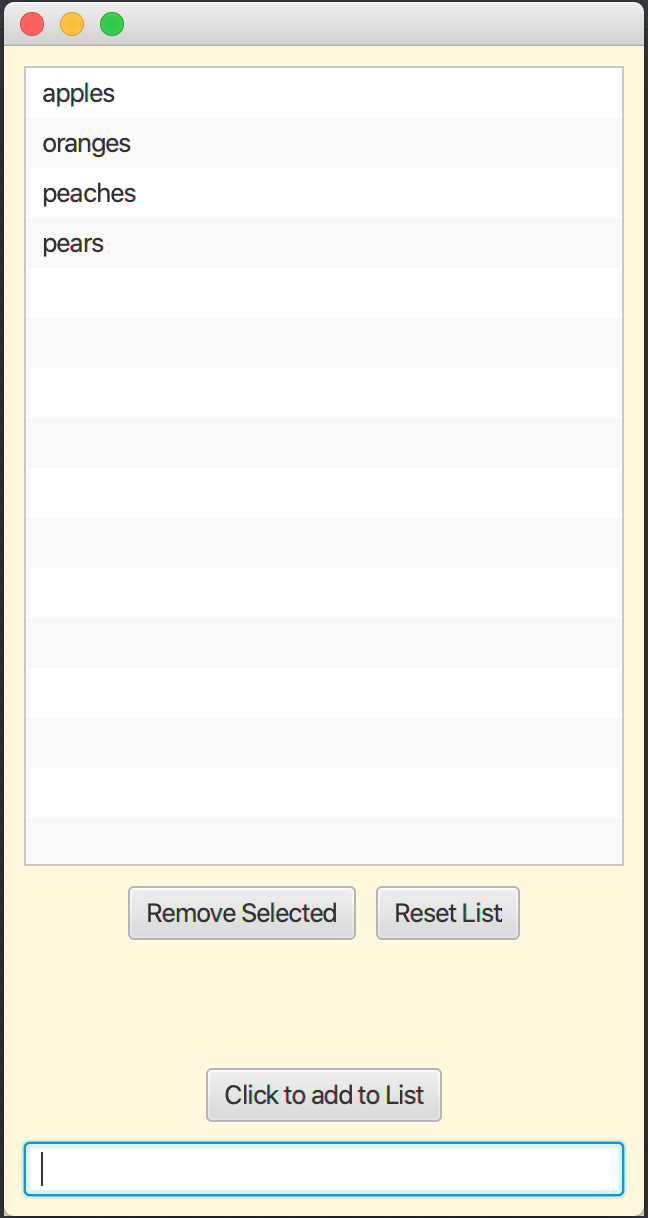 apples
oranges
peaches
pears
Remove Selected Reset List
Click to add to List